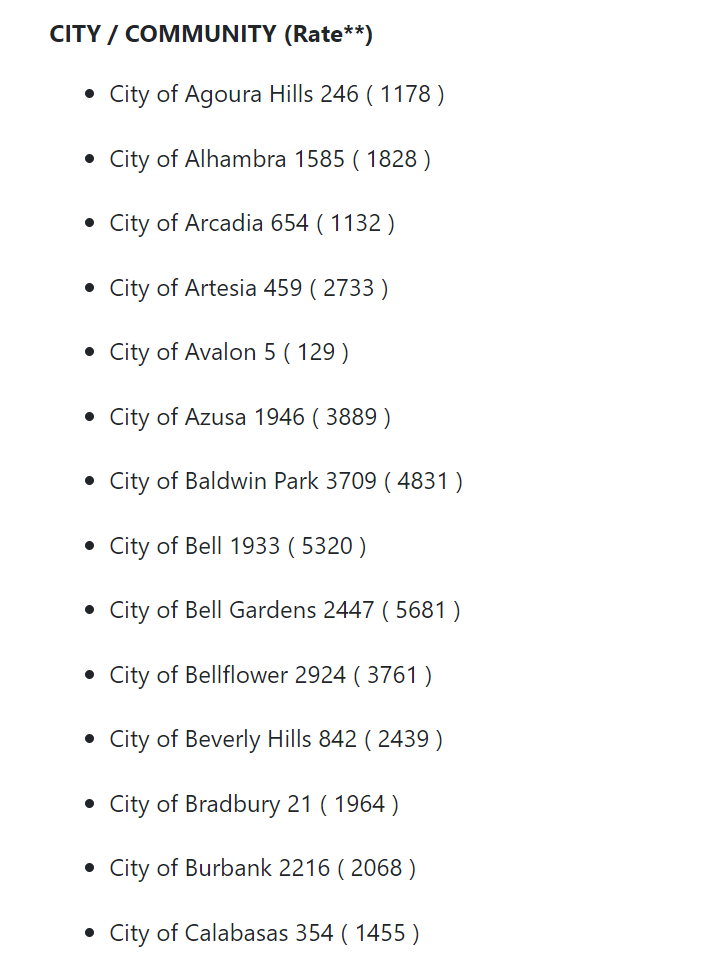 CITY / COMMUNITY (Rate**)
• City of Agoura Hills 246 ( 1178 )
• City of Alhambra 1585 ( 1828 )
• City of Arcadia 654 ( 1132 )
• City of Artesia 459 ( 2733 )
• City of Avalon 5 ( 129 )
• City of Azusa 1946 ( 3889 )
• City of Baldwin Park 3709 ( 4831 )
• City of Bell 1933 ( 5320 )
• City of Bell Gardens 2447 ( 5681 )
• City of Bellflower 2924 ( 3761 )
• City of Beverly Hills 842 ( 2439 )
• City of Bradbury 21 ( 1964 )
• City of Burbank 2216 ( 2068 )
• City of Calabasas 354 ( 1455 )